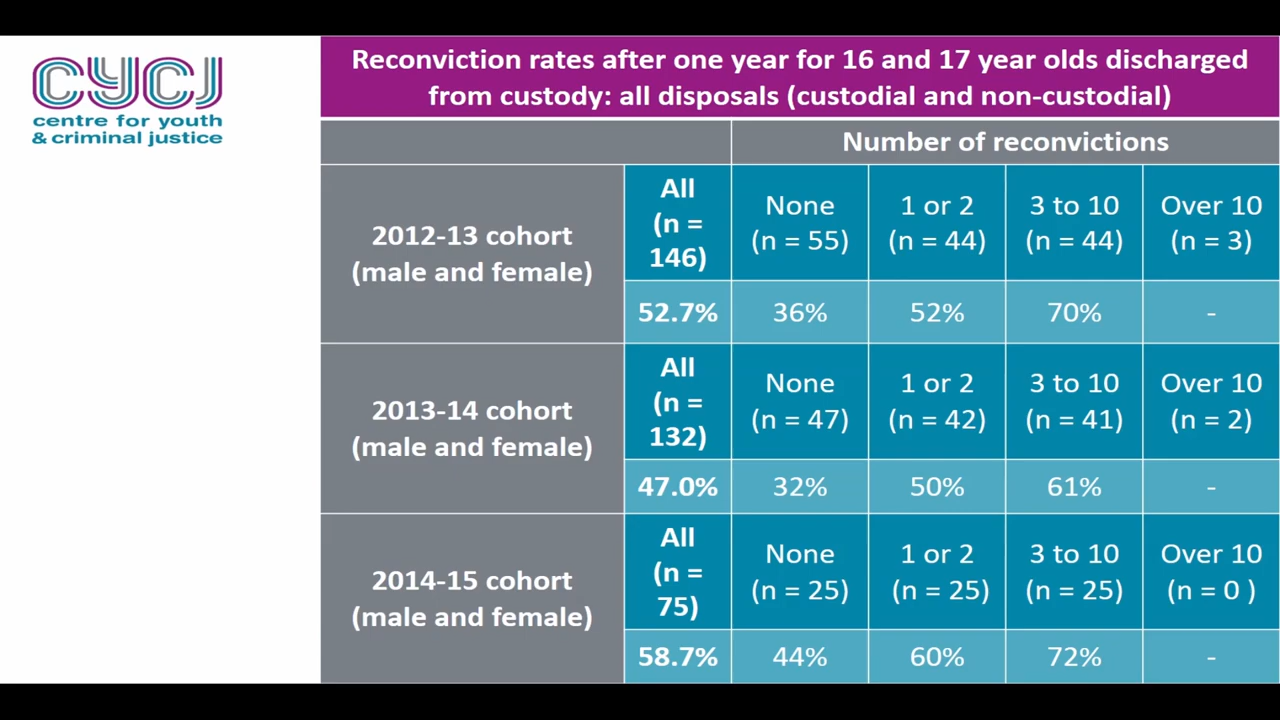 CYCJ
centre for youth
& criminal justice
Reconviction rates after one year for 16 and 17 year olds discharged
from custody: all disposals (custodial and non-custodial)
Number of reconvictions
2012-13 cohort
(male and female)
All
(n =
146)
None
(n = 55)
1 or 2
(n = 44)
3 to 10
(n = 44)
Over 10
(n = 3)
52.7%
36%
52%
70%
-
2013-14 cohort
(male and female)
All
(n =
132)
None
(n = 47)
1 or 2
(n = 42)
3 to 10
(n = 41)
Over 10
(n = 2)
47.0%
32%
50%
61%
-
2014-15 cohort
(male and female)
All
(n =
75)
None
(n = 25)
1 or 2
(n = 25)
3 to 10
(n = 25)
Over 10
(n = 0 )
58.7%
44%
60%
72%
-